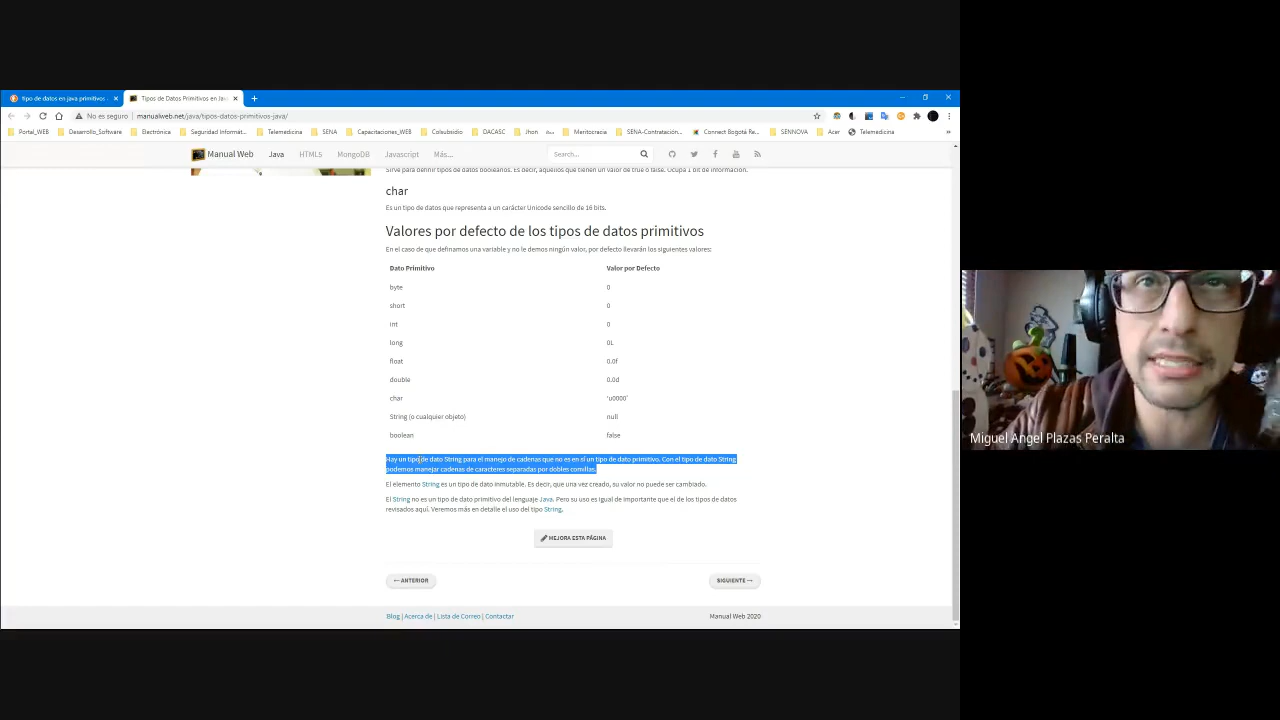 tipo de datos en java primitivos
Tipos de Datos Primitivos en Jav
No es seguro | manualweb.net/java/tipos-datos-primitivos-java/
Portal_WEB Desarrollo_Software Electrónica Seguridad Informát... Telemedicina SENA Capacitaciones_WEB Colsubsidio DACASC Jhon Meritocracia SENA-Contratación... Connect Bogotá Re... SENNOVA Acer Telemedicina »
Manual Web Java HTML5 MongoDB Javascript Más... Search...
Sirve para definir tipos de datos booleanos. Es decir, aquellos que tienen un valor de true o false. Ocupa 1 bit de información.
char
Es un tipo de datos que representa a un carácter Unicode sencillo de 16 bits.
Valores por defecto de los tipos de datos primitivos
En el caso de que definamos una variable y no le demos ningún valor, por defecto llevarán los siguientes valores:
Dato Primitivo Valor por Defecto
byte 0
short 0
int 0
long 0L
float 0.0f
double 0.0d
char 'u0000'
String (o cualquier objeto) null
boolean false
Hay un tipo de dato String para el manejo de cadenas que no es en sí un tipo de dato primitivo. Con el tipo de dato String
podemos manejar cadenas de caracteres separadas por dobles comillas.
El elemento String es un tipo de dato inmutable. Es decir, que una vez creado, su valor no puede ser cambiado.
El String no es un tipo de dato primitivo del lenguaje Java. Pero su uso es igual de importante que el de los tipos de datos
revisados aquí. Veremos más en detalle el uso del tipo String.
MEJORA ESTA PÁGINA
← ANTERIOR SIGUIENTE →
Blog | Acerca de | Lista de Correo | Contactar Manual Web 2020
Miguel Angel Plazas Peralta